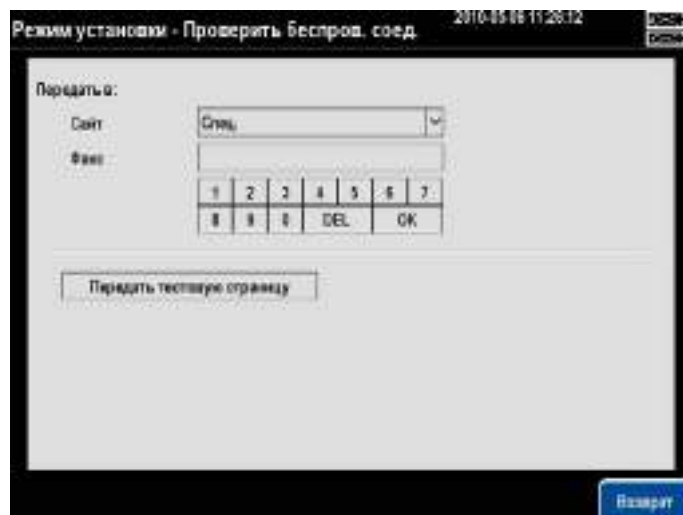 Режим установки - Проверить беспров. соед.
2010-05-06 11:26:12
Передать в:
Сайт
Спец.
Факс
1 2 3 4 5 6 7
8 9 0 DEL OK
Передать тестовую страницу
Возврат